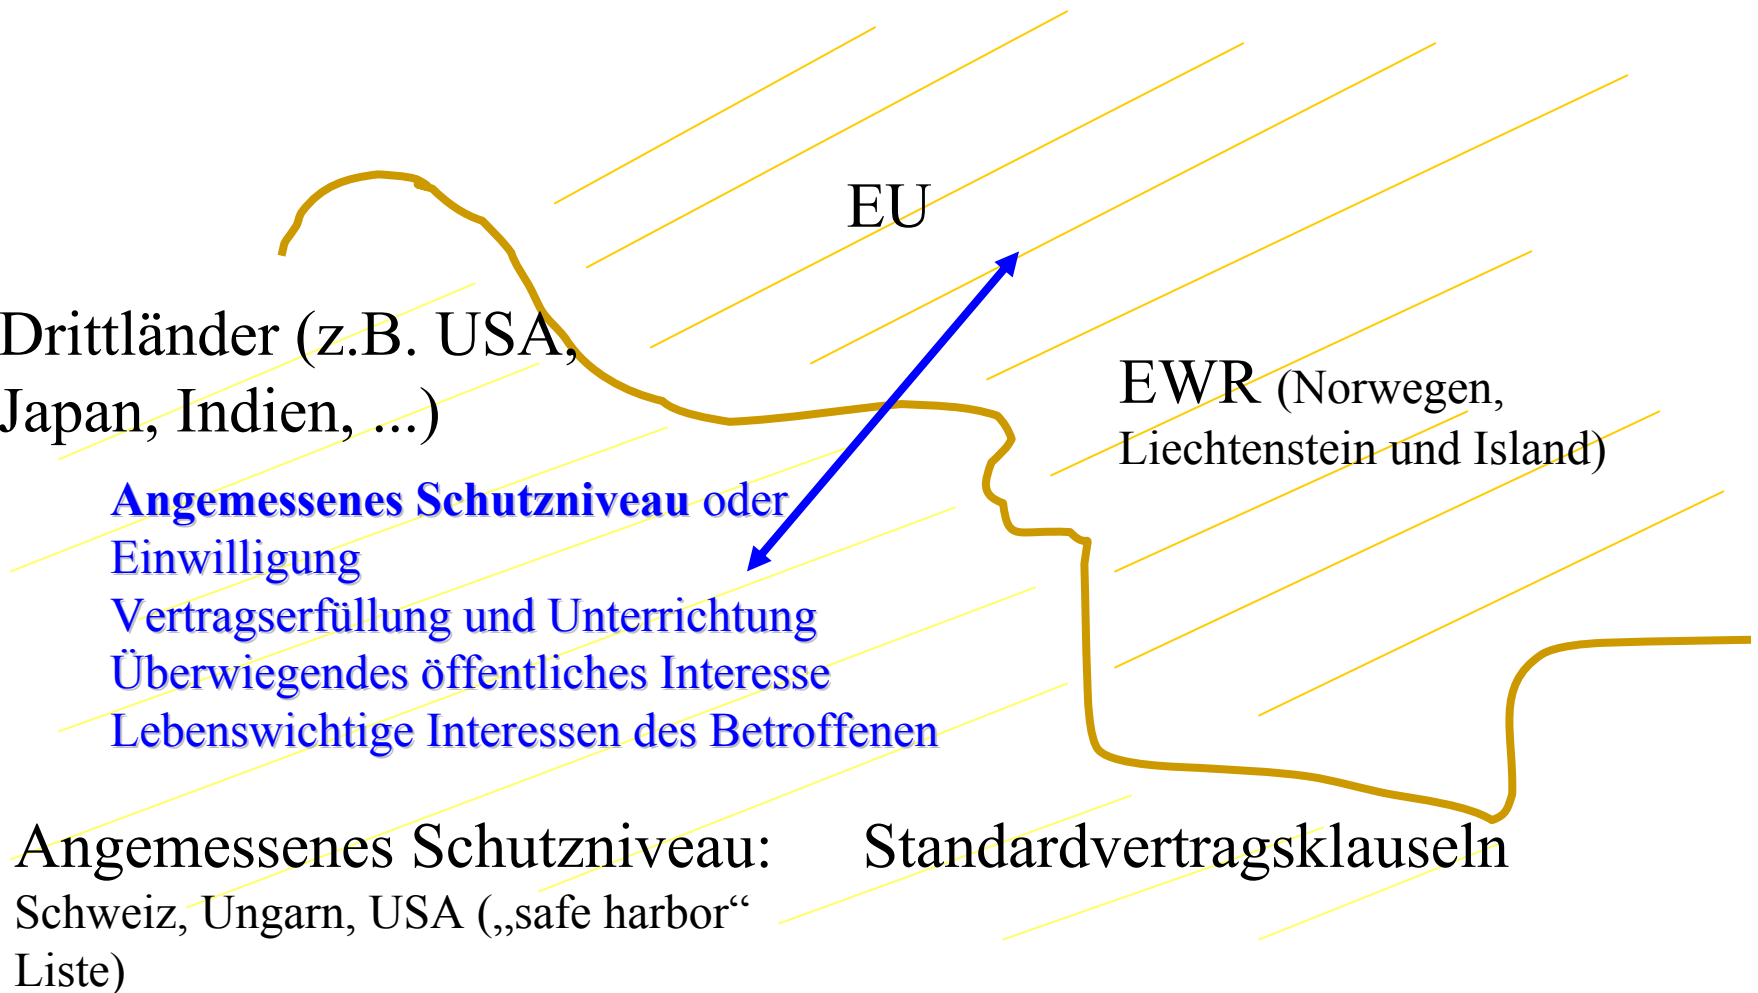 EU
Drittländer (z.B. USA,
Japan, Indien, ...)
EWR (Norwegen,
Liechtenstein und Island)
Angemessenes Schutzniveau oder
Einwilligung
Vertragserfüllung und Unterrichtung
Überwiegendes öffentliches Interesse
Lebenswichtige Interessen des Betroffenen
Angemessenes Schutzniveau:
Schweiz, Ungarn, USA („safe harbor“
Liste)
Standardvertragsklauseln